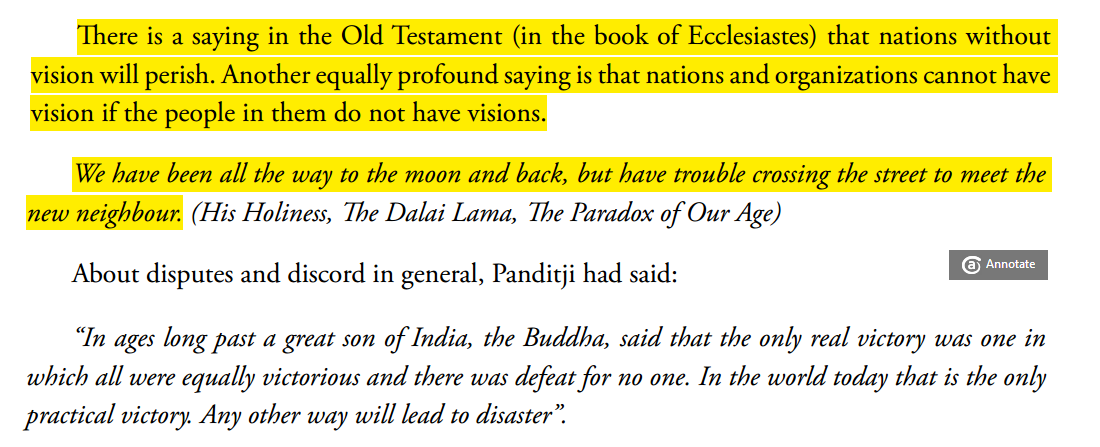 There is a saying in the Old Testament (in the book of Ecclesiastes) that nations without
vision will perish. Another equally profound saying is that nations and organizations cannot have
vision if the people in them do not have visions.
We have been all the way to the moon and back, but have trouble crossing the street to meet the
new neighbour. (His Holiness, The Dalai Lama, The Paradox of Our Age)
About disputes and discord in general, Panditji had said:
Annotate
“In ages long past a great son of India, the Buddha, said that the only real victory was one in
which all were equally victorious and there was defeat for no one. In the world today that is the only
practical victory. Any other way will lead to disaster”.